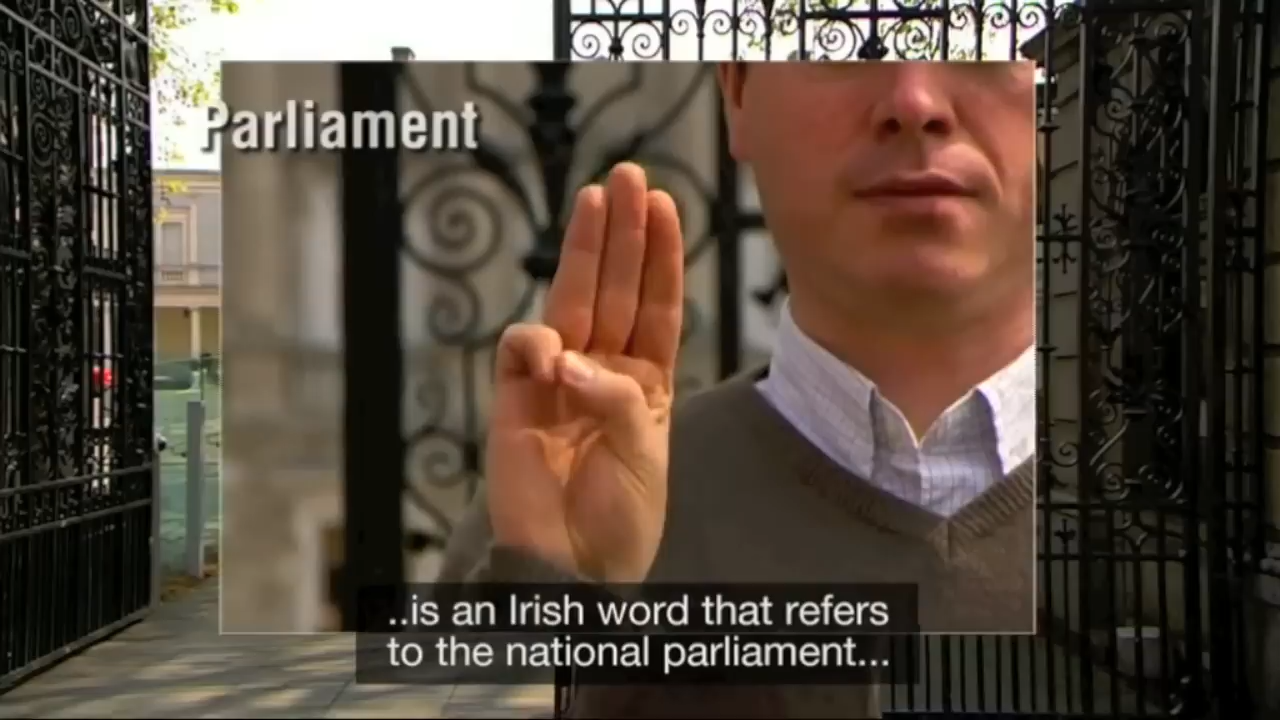 Parliament
..is an Irish word that refers
to the national parliament...